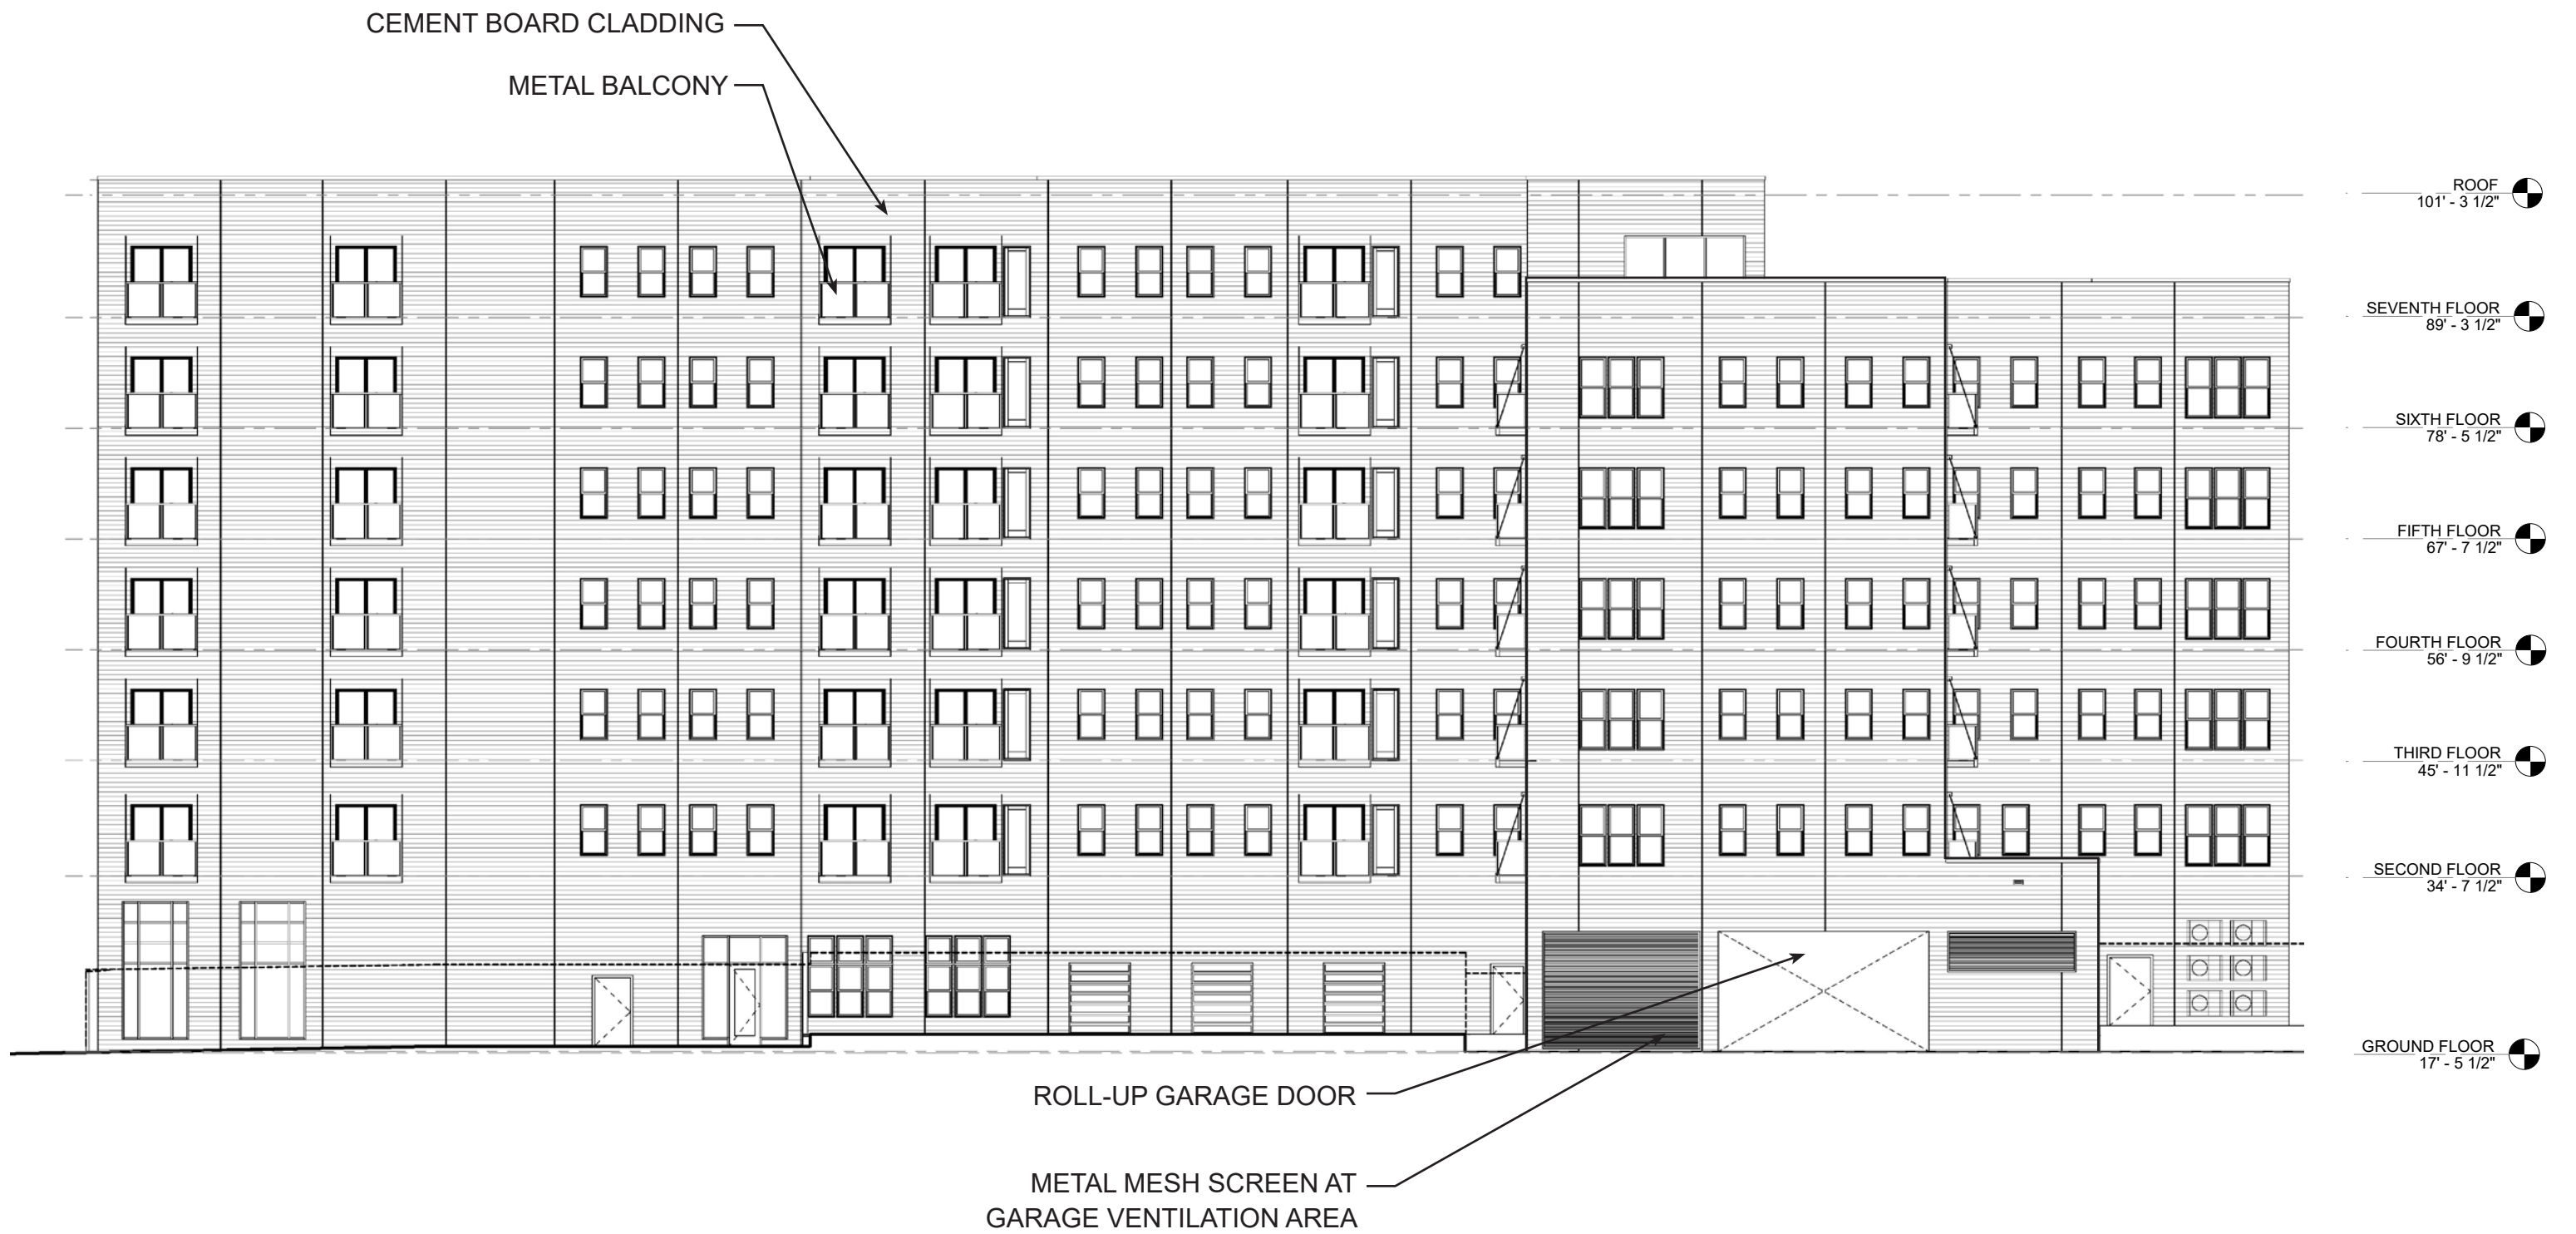 CEMENT BOARD CLADDING
METAL BALCONY
ROOF
101' - 3 1/2"
SEVENTH FLOOR
89' - 3 1/2"
SIXTH FLOOR
78' - 5 1/2"
FIFTH FLOOR
67' - 7 1/2"
FOURTH FLOOR
56' - 9 1/2"
THIRD FLOOR
45' - 11 1/2"
SECOND FLOOR
34' - 7 1/2"
GROUND FLOOR
17' - 5 1/2"
ROLL-UP GARAGE DOOR
METAL MESH SCREEN AT
GARAGE VENTILATION AREA